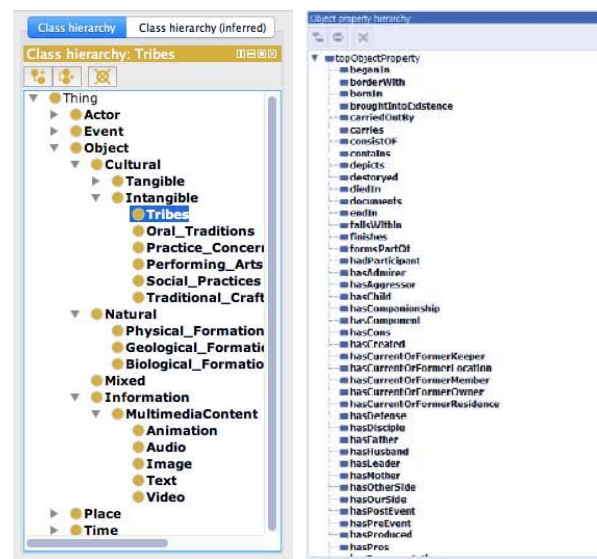 Class hierarchy
Class hierarchy (inferred)
Class hierarchy: Tribes
Thing
Actor
Event
Object
Cultural
Tangible
Intangible
Tribes
Oral_Traditions
Practice_Concer
Performing_Arts
Social_Practices
Traditional_Craft
Natural
Physical_Formation
Geological_Formati
Biological_Formatio
Mixed
Information
MultimediaContent
Animation
Audio
Image
Text
Video
Place
Time
Object property hierarchy:
topObjectProperty
beganIn
borderWith
bornIn
broughtIntoExistence
carriedOutBy
carries
consistOF
contains
depicts
destoryed
diedIn
documents
endIn
fallsWithin
finishes
formsPartOf
hadParticipant
hasAdmirer
hasAggressor
hasChild
hasCompanionship
hasComponent
hasCons
hasCreated
hasCurrentOrFormerKeeper
hasCurrentOrFormerLocation
hasCurrentOrFormerMember
hasCurrentOrFormerOwner
hasCurrentOrFormerResidence
hasDefense
hasDisciple
hasFather
hasHusband
hasLeader
hasMother
hasOtherSide
hasOurSide
hasPostEvent
hasPreEvent
hasProduced
hasPros